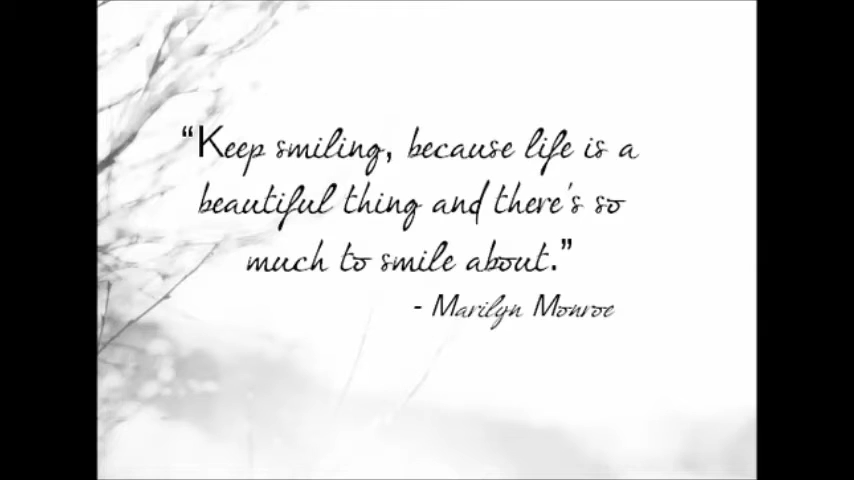 “Keep smiling, because life is a
beautiful thing and there's so
much to smile about.”
- Marilyn Monroe